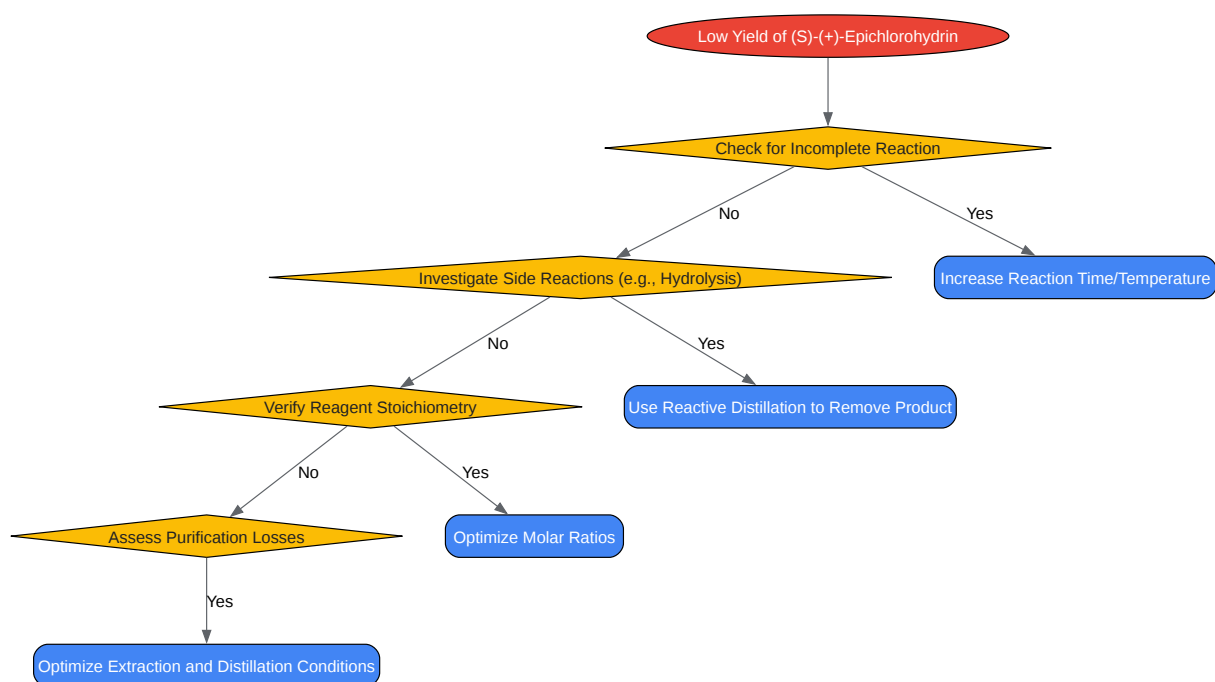 Low Yield of (S)-(+)-Epichlorohydrin
Check for Incomplete Reaction
No
Yes
Investigate Side Reactions (e.g., Hydrolysis)
Increase Reaction Time/Temperature
No
Yes
Verify Reagent Stoichiometry
Use Reactive Distillation to Remove Product
No
Yes
Assess Purification Losses
Optimize Molar Ratios
Yes
Optimize Extraction and Distillation Conditions